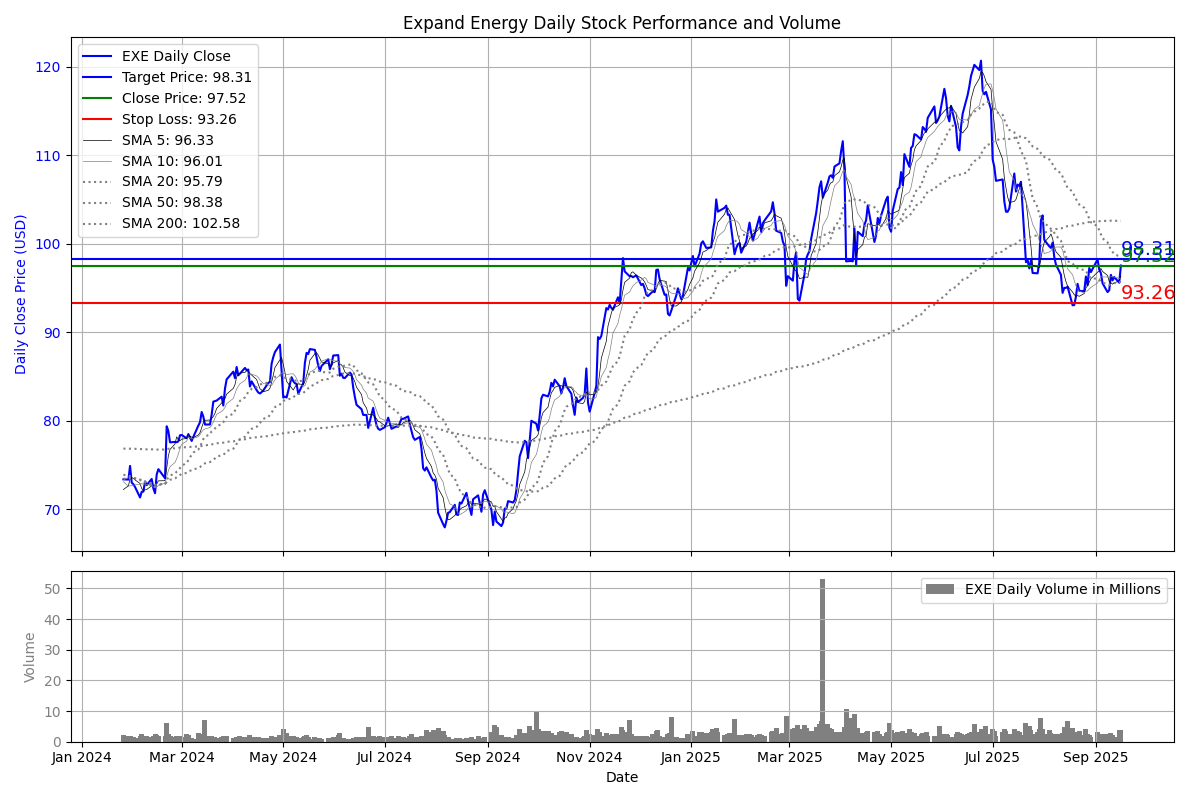 Expand Energy Daily Stock Performance and Volume
EXE Daily Close
Target Price: 98.31
Close Price: 97.52
Stop Loss: 93.26
SMA 5: 96.33
SMA 10: 96.01
SMA 20: 95.79
SMA 50: 98.38
SMA 200: 102.58
Daily Close Price (USD)
120
110
100
90
80
70
98.31
97.52
93.26
EXE Daily Volume in Millions
Volume
50
40
30
20
10
0
Jan 2024 Mar 2024 May 2024 Jul 2024 Sep 2024 Nov 2024 Jan 2025 Mar 2025 May 2025 Jul 2025 Sep 2025
Date